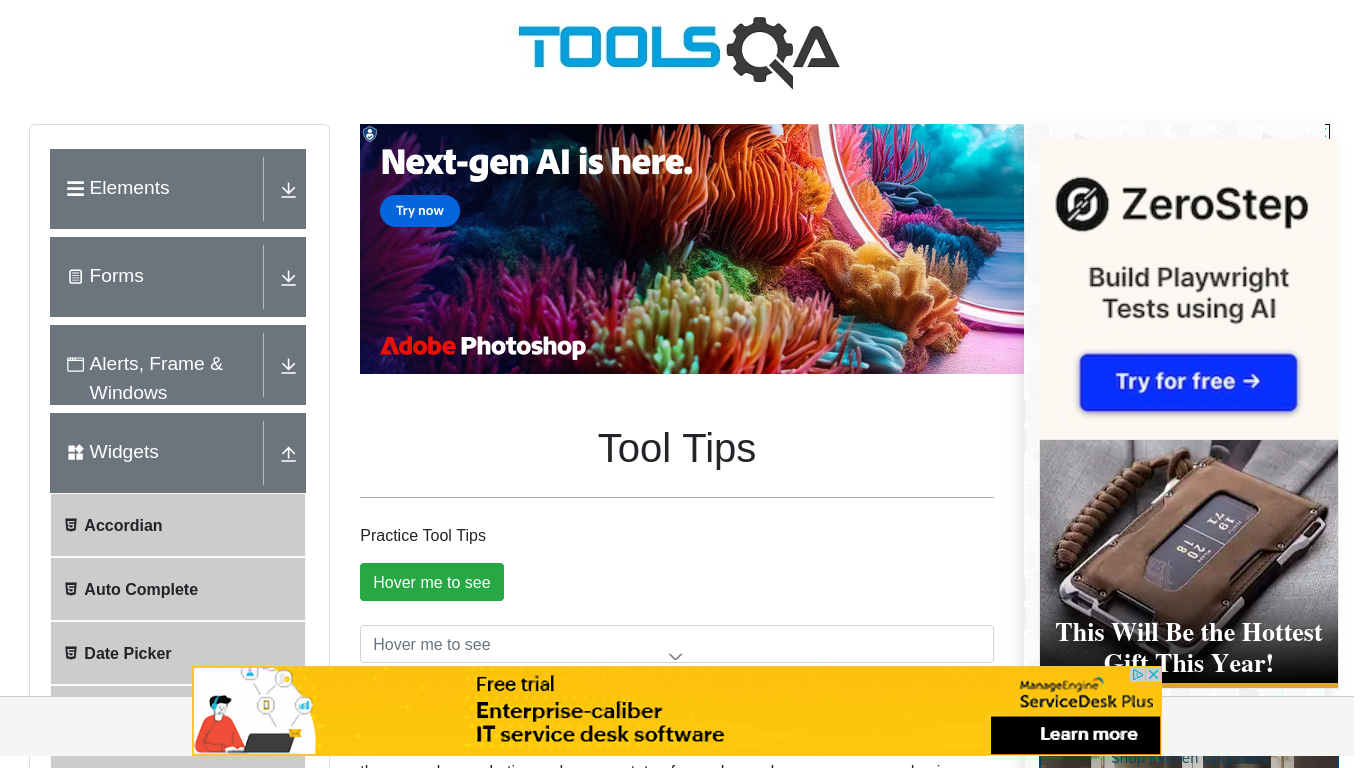 TOOLSQA
Elements
Forms
Alerts, Frame &
Windows
Widgets
Accordian
Auto Complete
Date Picker
Next-gen AI is here.
Try now
Adobe Photoshop
Tool Tips
Practice Tool Tips
Hover me to see
Hover me to see
ZeroStep
Build Playwright
Tests using AI
Try for free →
This Will Be the Hottest
Gift This Year!
Free trial
Enterprise-caliber
IT service desk software
ManageEngine
ServiceDesk Plus
Learn more